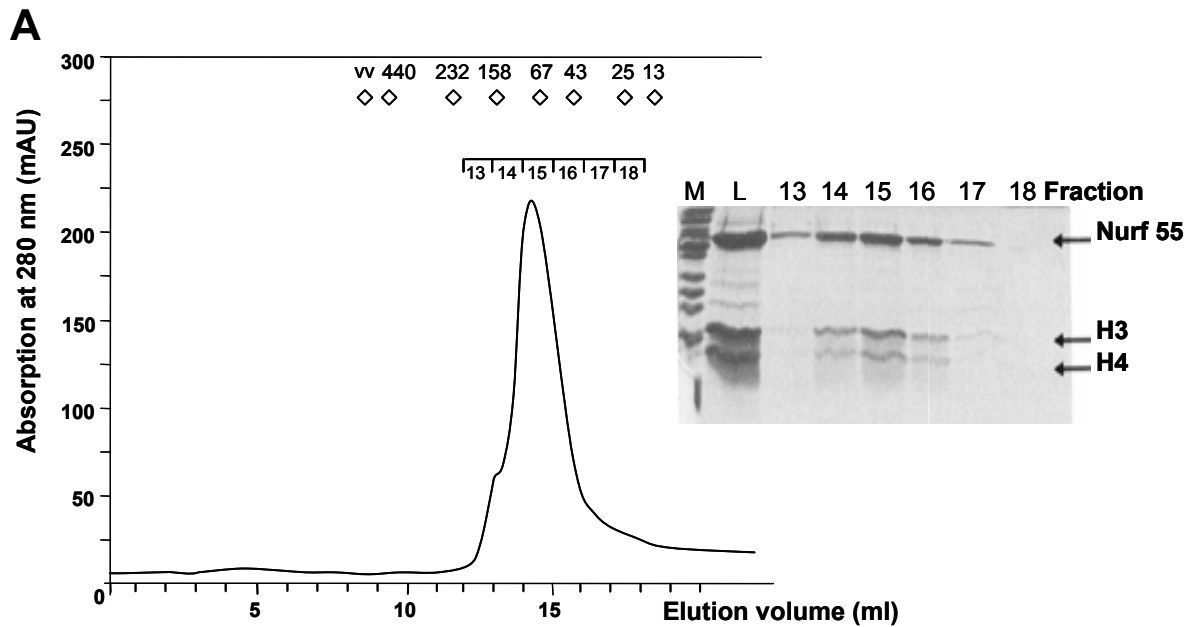 A
300
250
200
150
100
50
0
Absorption at 280 nm (mAU)
vv 440 232 158 67 43 25 13
13 14 15 16 17 18
5 10 15 Elution volume (ml)
M L 13 14 15 16 17 18 Fraction
Nurf 55
H3
H4